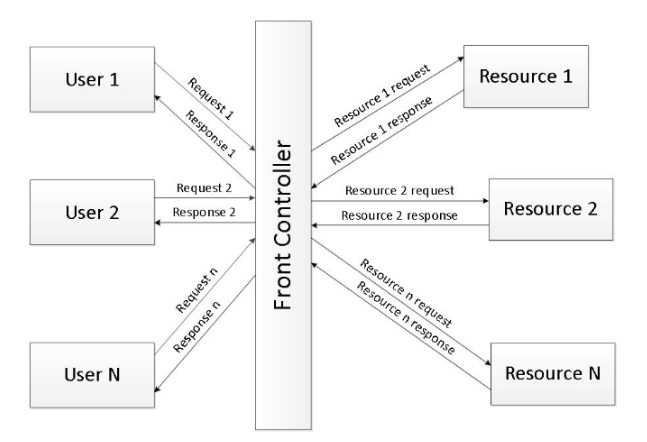 User 1
Request 1
Response 1
User 2
Request 2
Response 2
User N
Request n
Response n
Front Controller
Resource 1 request
Resource 1 response
Resource 1
Resource 2 request
Resource 2 response
Resource 2
Resource n request
Resource n response
Resource N